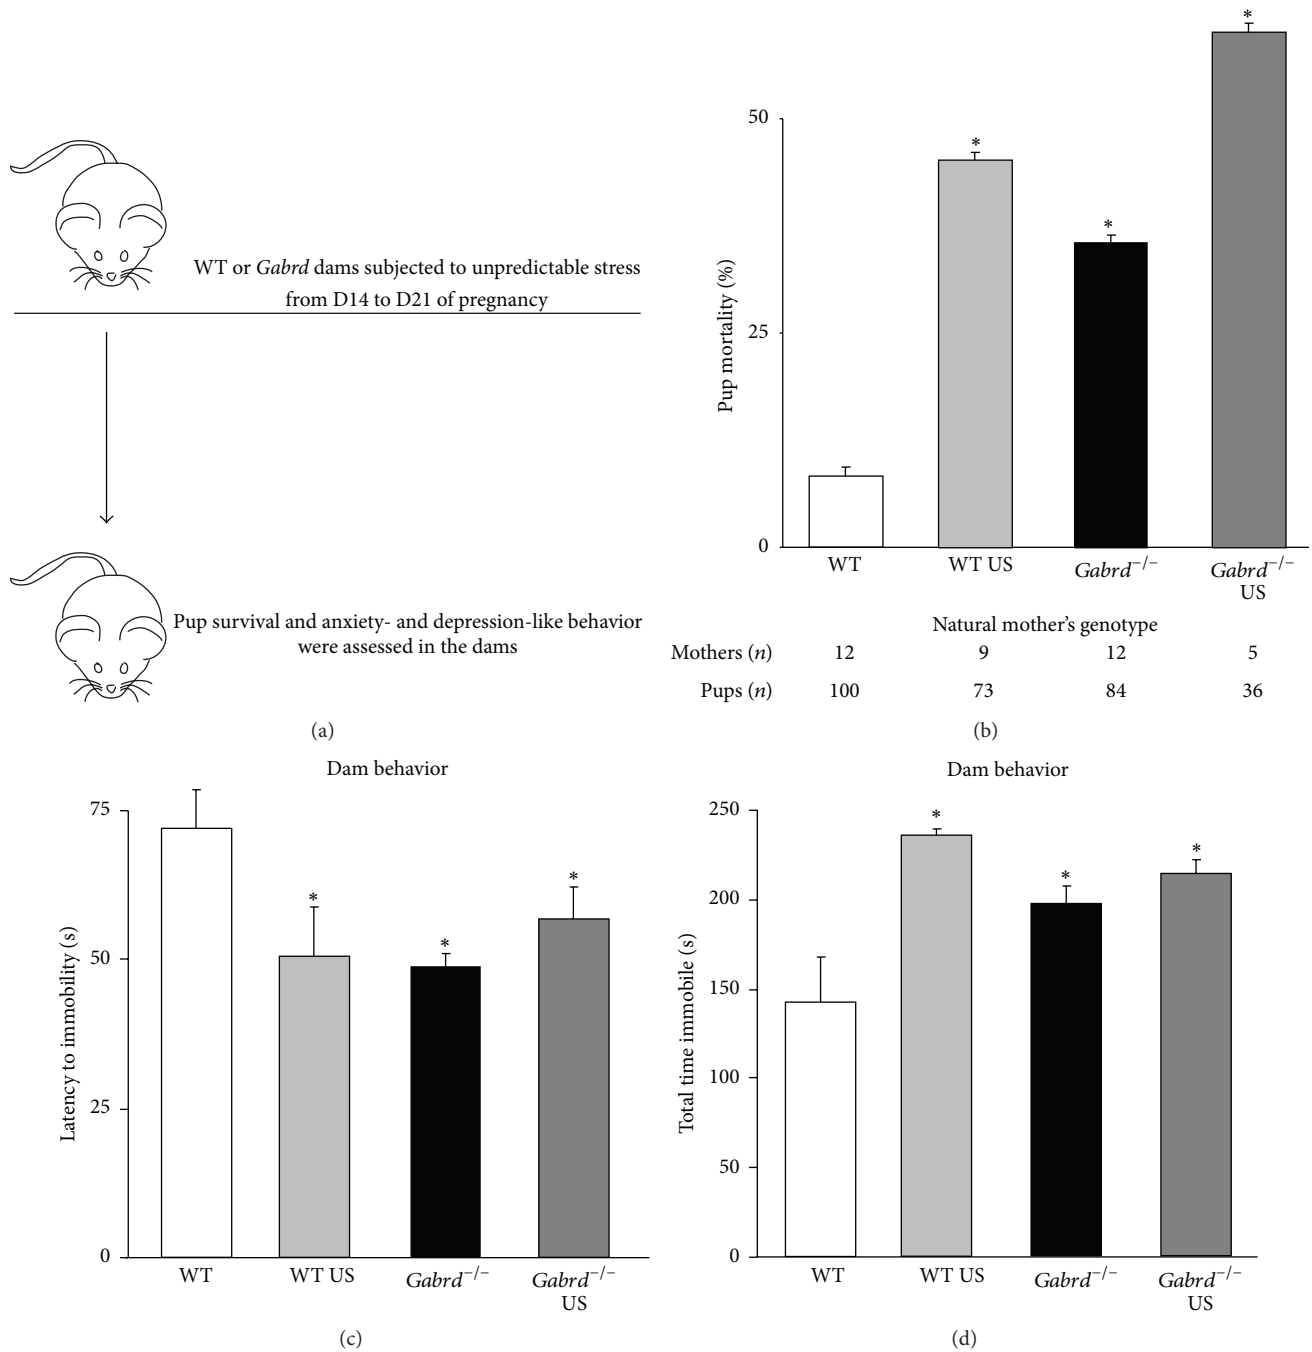 WT or Gabrd dams subjected to unpredictable stress
from D14 to D21 of pregnancy
Pup survival and anxiety- and depression-like behavior
were assessed in the dams
(a)
Pup mortality (%)
50
25
0
*
*
*
*
WT
WT US
Gabrd−/−
Gabrd−/−
US
Natural mother's genotype
Mothers (n) 12 9 12 5
Pups (n) 100 73 84 36
(b)
Dam behavior
Latency to immobility (s)
75
50
25
0
*
*
*
WT
WT US
Gabrd−/−
Gabrd−/−
US
(c)
Dam behavior
Total time immobile (s)
250
200
150
100
50
0
*
*
*
WT
WT US
Gabrd−/−
Gabrd−/−
US
(d)